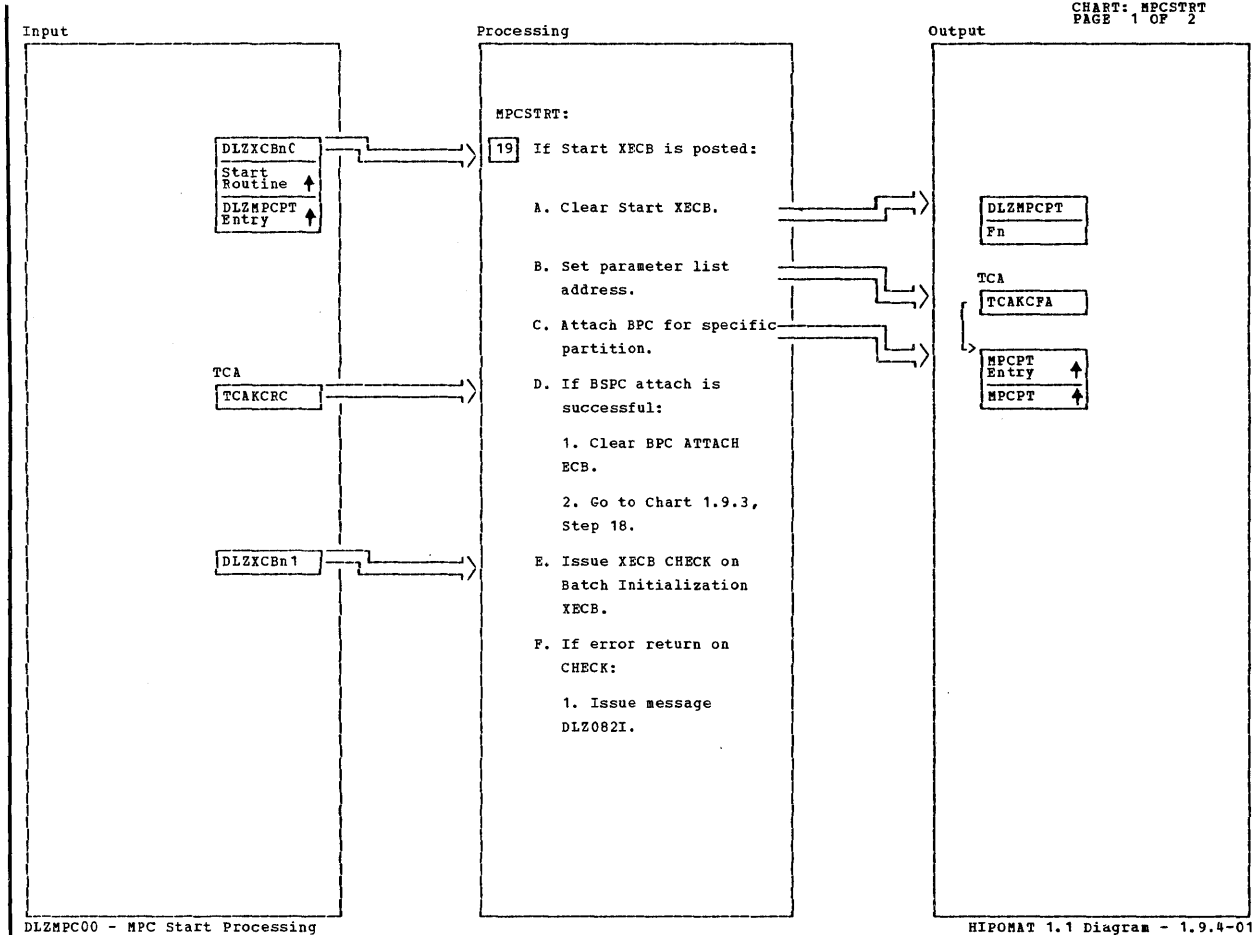 CHART: MPCSTRT
PAGE 1 OF 2
Input
Processing
Output
MPCSTRT:
DLZXCBn0
Start
Routine
DLZMPCPT
Entry
19 If Start XECB is posted:
A. Clear Start XECB.
DLZMPCPT
Fn
B. Set parameter list
address.
TCA
TCAKCFA
C. Attach BPC for specific
partition.
MPCPT
Entry
MPCPT
TCA
TCAKCRC
D. If BSPC attach is
successful:
1. Clear BPC ATTACH
ECB.
2. Go to Chart 1.9.3,
Step 18.
DLZXCBn1
E. Issue XECB CHECK on
Batch Initialization
XECB.
F. If error return on
CHECK:
1. Issue message
DLZ082I.
DLZMPC00 - MPC Start Processing
HIPOMAT 1.1 Diagram - 1.9.4-01